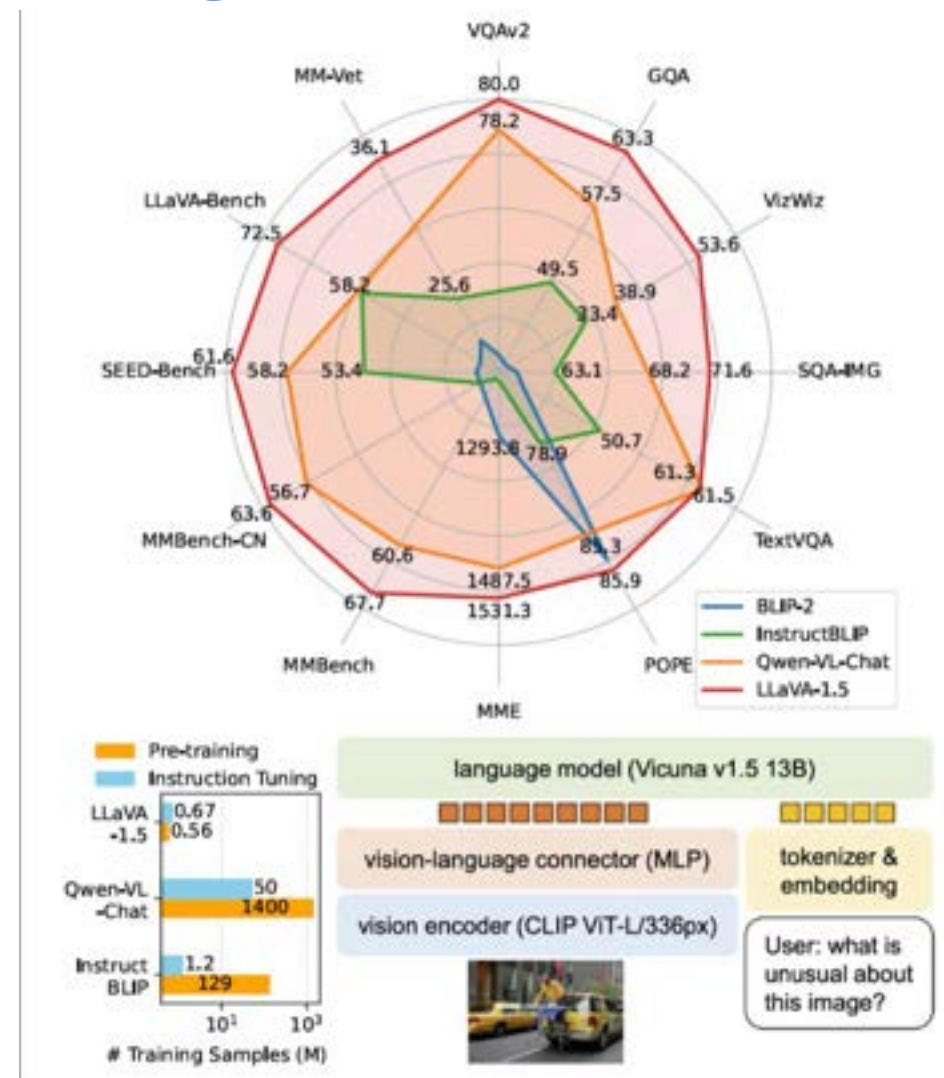 VQAv2
MM-Vet
GQA
80.0
78.2
36.1
63.3
LLaVA-Bench
57.5
VizWiz
72.5
53.6
49.5
58.2
25.6
38.9
33.4
61.6
SEED-Bench
58.2
53.4
63.1
68.2
71.6
SQA-IMG
50.7
1293.8
78.9
61.3
56.7
61.5
63.6
MMBench-CN
TextVQA
60.6
1487.5
85.9
67.7
1531.3
BLIP-2
InstructBLIP
Qwen-VL-Chat
LLaVA-1.5
MMBench
POPE
MME
Pre-training
Instruction Tuning
LLaVA
-1.5
0.67
0.56
Qwen-VL
-Chat
50
1400
Instruct
BLIP
1.2
129
10¹
10³
# Training Samples (M)
language model (Vicuna v1.5 13B)
vision-language connector (MLP)
tokenizer &
embedding
vision encoder (CLIP ViT-L/336px)
User: what is
unusual about
this image?